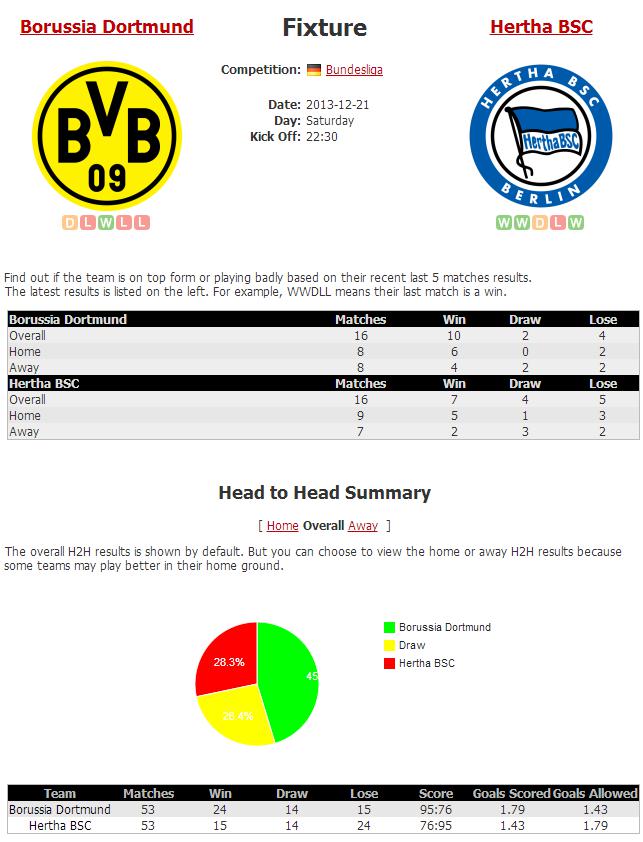 Borussia Dortmund
Fixture
Hertha BSC
Competition: Bundesliga
Date: 2013-12-21
Day: Saturday
Kick Off: 22:30
BVB
09
HERTHA BSC
HerthaBSC
BERLIN
D L W L L
W W D L W
Find out if the team is on top form or playing badly based on their recent last 5 matches results.
The latest results is listed on the left. For example, WWDLL means their last match is a win.
Borussia Dortmund Matches Win Draw Lose
Overall 16 10 2 4
Home 8 6 0 2
Away 8 4 2 2
Hertha BSC Matches Win Draw Lose
Overall 16 7 4 5
Home 9 5 1 3
Away 7 2 3 2
Head to Head Summary
[ Home Overall Away ]
The overall H2H results is shown by default. But you can choose to view the home or away H2H results because
some teams may play better in their home ground.
Borussia Dortmund
Draw
Hertha BSC
28.3%
45
28.4%
Team Matches Win Draw Lose Score Goals Scored Goals Allowed
Borussia Dortmund 53 24 14 15 95:76 1.79 1.43
Hertha BSC 53 15 14 24 76:95 1.43 1.79